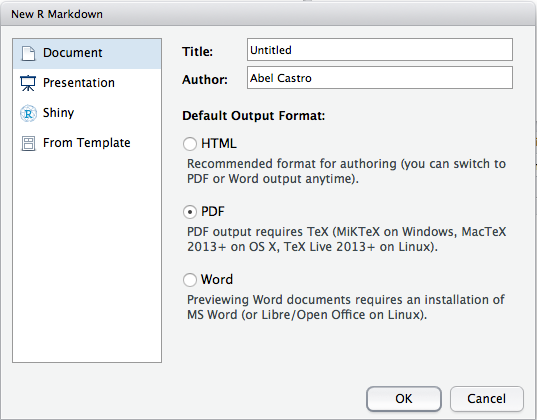 New R Markdown
Document
Presentation
Shiny
From Template
Title: Untitled
Author: Abel Castro
Default Output Format:
HTML
Recommended format for authoring (you can switch to
PDF or Word output anytime).
PDF
PDF output requires TeX (MiKTeX on Windows, MacTeX
2013+ on OS X, TeX Live 2013+ on Linux).
Word
Previewing Word documents requires an installation of
MS Word (or Libre/Open Office on Linux).
OK Cancel